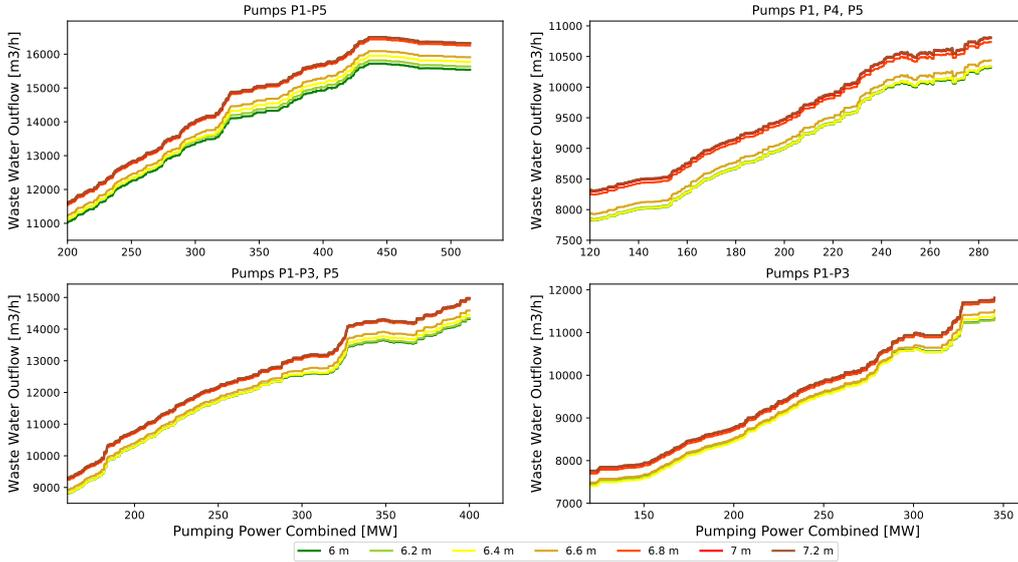 Pumps P1-P5
Waste Water Outflow [m3/h]
16000
15000
14000
13000
12000
11000
200 250 300 350 400 450 500
Pumps P1, P4, P5
Waste Water Outflow [m3/h]
11000
10500
10000
9500
9000
8500
8000
7500
120 140 160 180 200 220 240 260 280
Pumps P1-P3, P5
Waste Water Outflow [m3/h]
15000
14000
13000
12000
11000
10000
9000
200 250 300 350 400
Pumping Power Combined [MW]
Pumps P1-P3
Waste Water Outflow [m3/h]
12000
11000
10000
9000
8000
7000
150 200 250 300 350
Pumping Power Combined [MW]
6 m 6.2 m 6.4 m 6.6 m 6.8 m 7 m 7.2 m